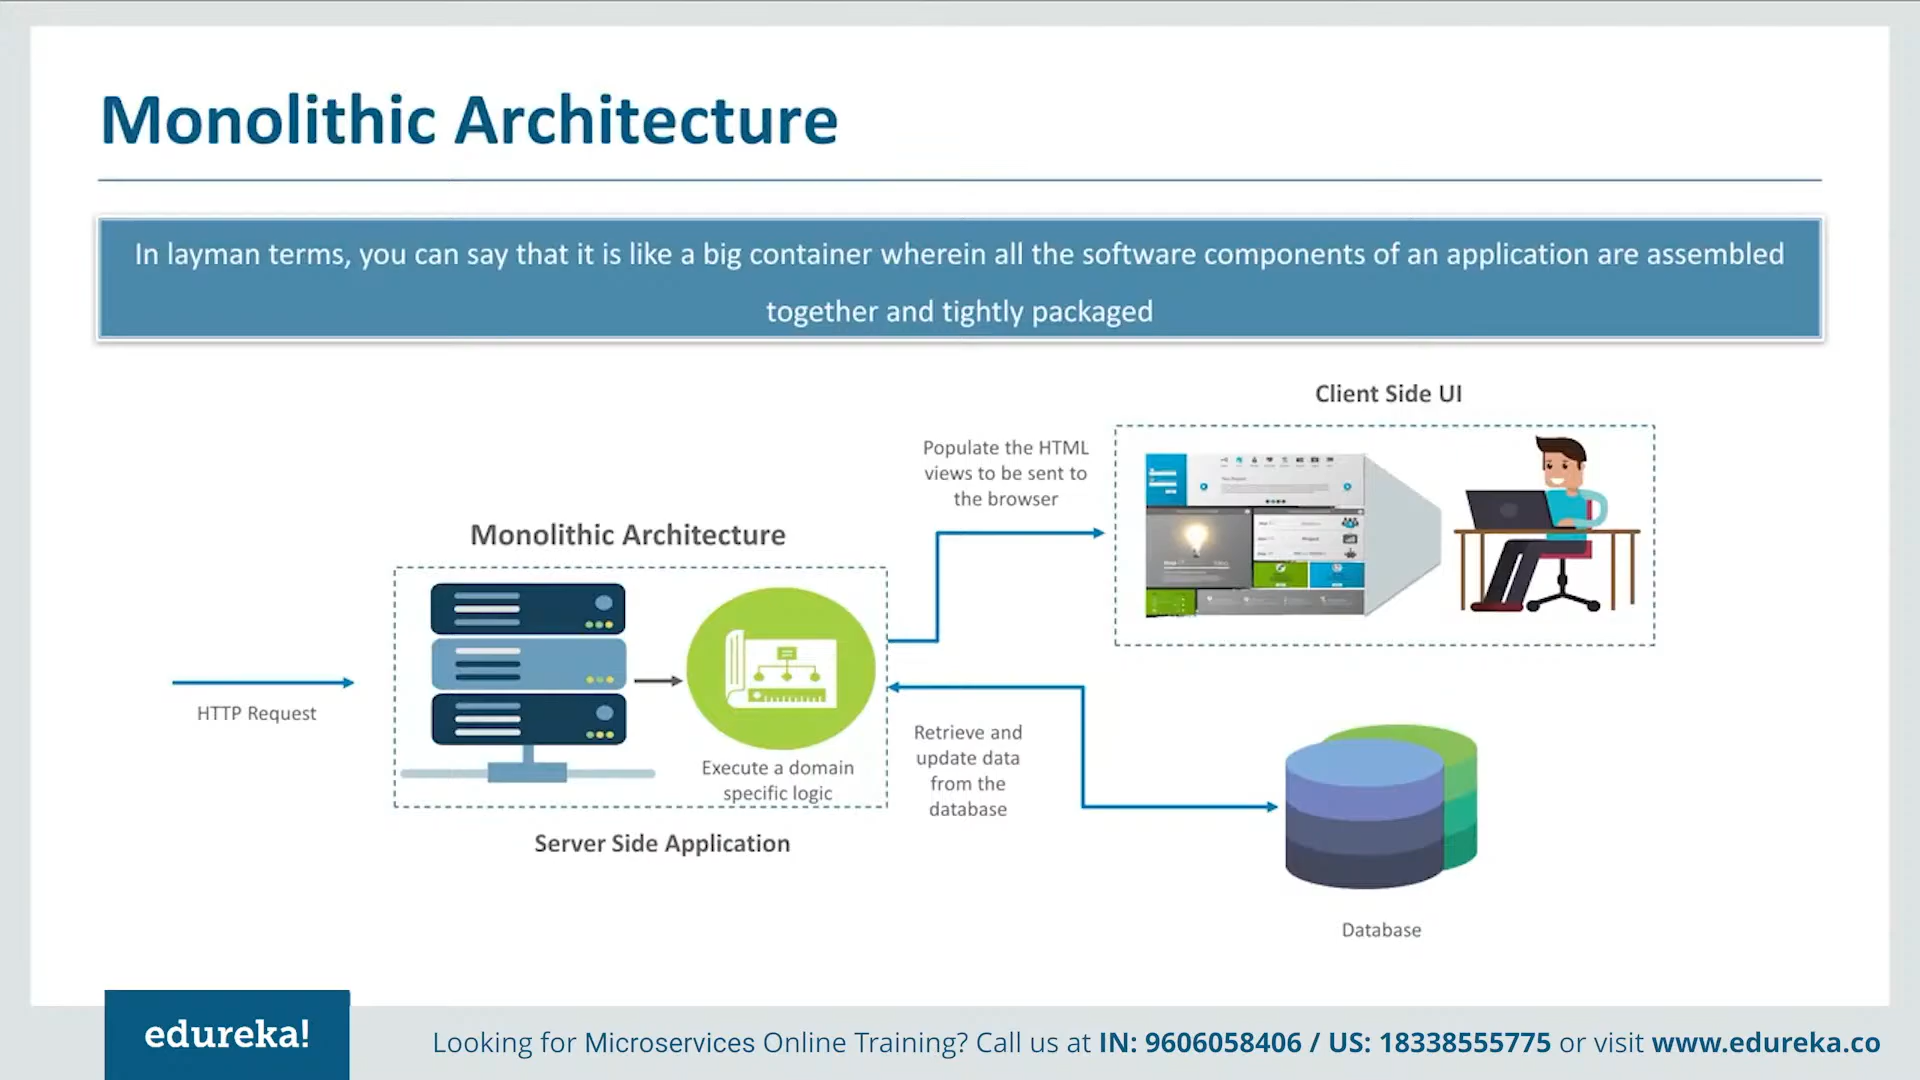 Monolithic Architecture
In layman terms, you can say that it is like a big container wherein all the software components of an application are assembled
together and tightly packaged
Client Side UI
Populate the HTML
views to be sent to
the browser
Monolithic Architecture
HTTP Request
Execute a domain
specific logic
Server Side Application
Retrieve and
update data
from the
database
Database
edureka!
Looking for Microservices Online Training? Call us at IN: 9606058406 / US: 18338555775 or visit www.edureka.co